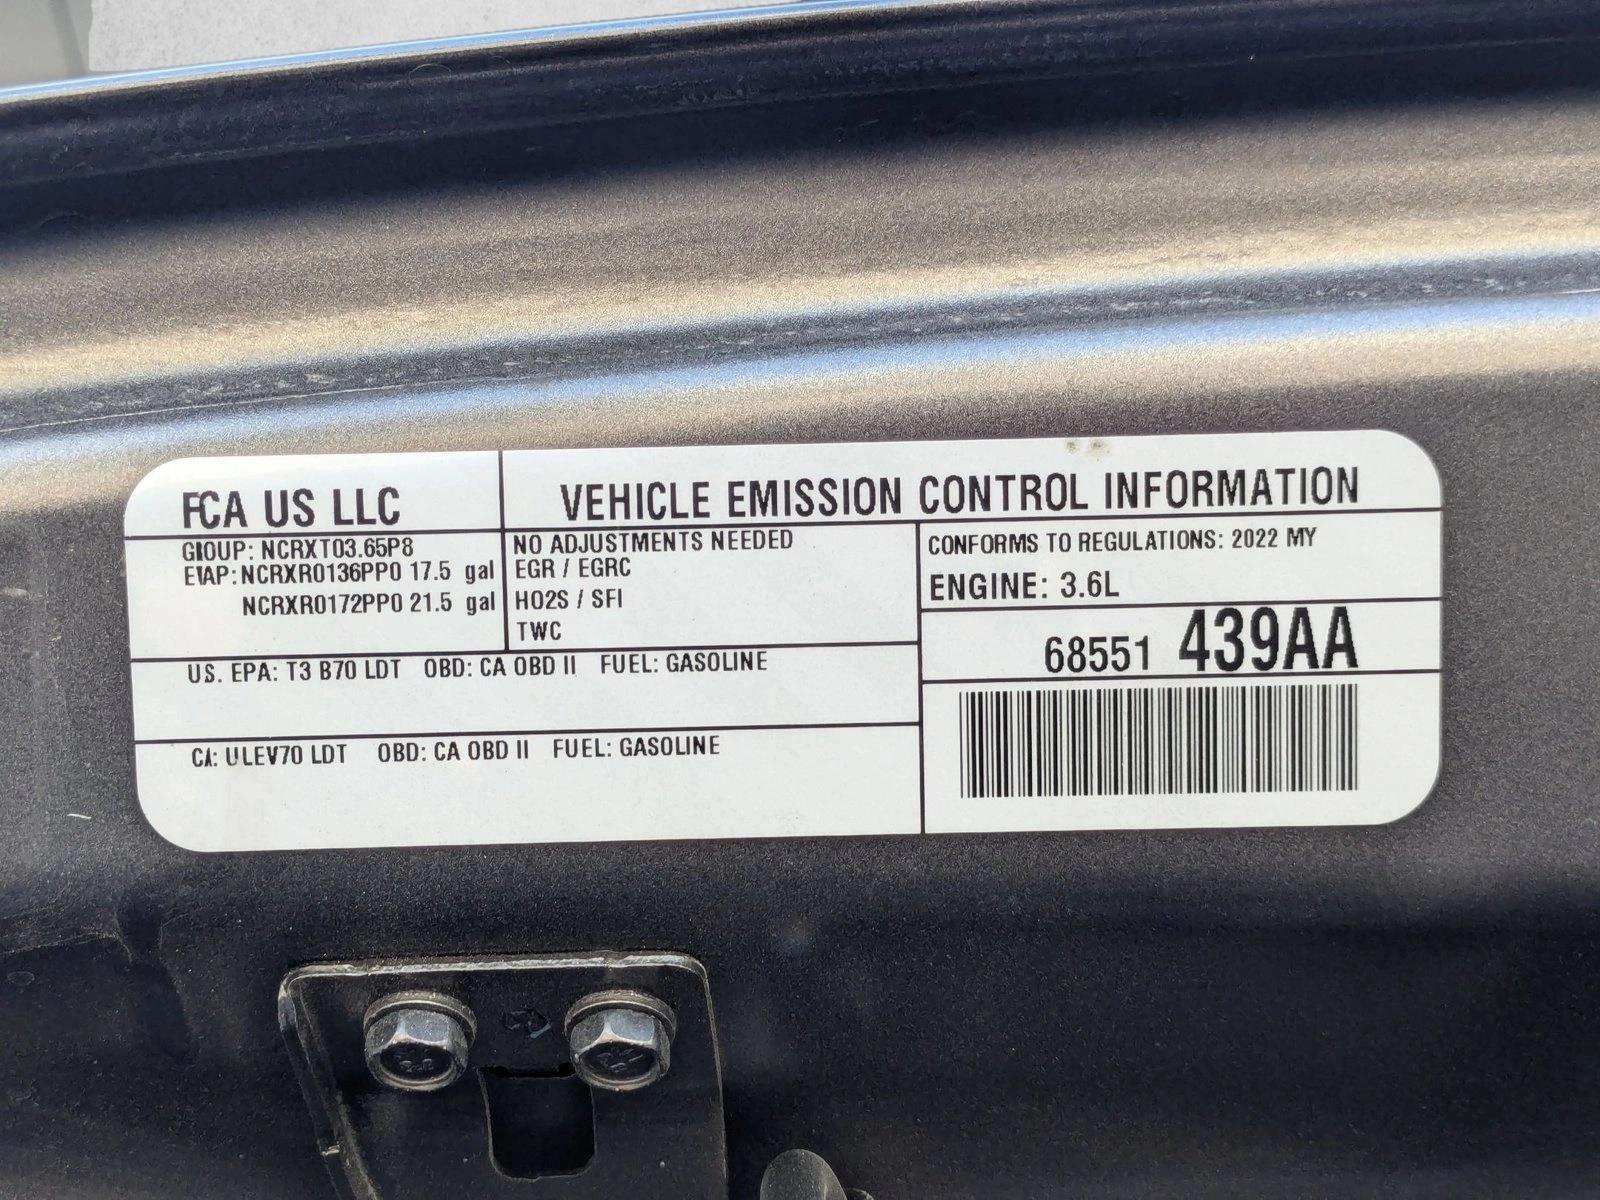 FCA US LLC
VEHICLE EMISSION CONTROL INFORMATION
GROUP: NCRXT03.65P8
EVAP: NCRXR0136PP0 17.5 gal
NCRXR0172PP0 21.5 gal
NO ADJUSTMENTS NEEDED
EGR / EGRC
HO2S / SFI
TWC
CONFORMS TO REGULATIONS: 2022 MY
ENGINE: 3.6L
68551 439AA
US. EPA: T3 B70 LDT OBD: CA OBD II FUEL: GASOLINE
CA: ULEV70 LDT OBD: CA OBD II FUEL: GASOLINE